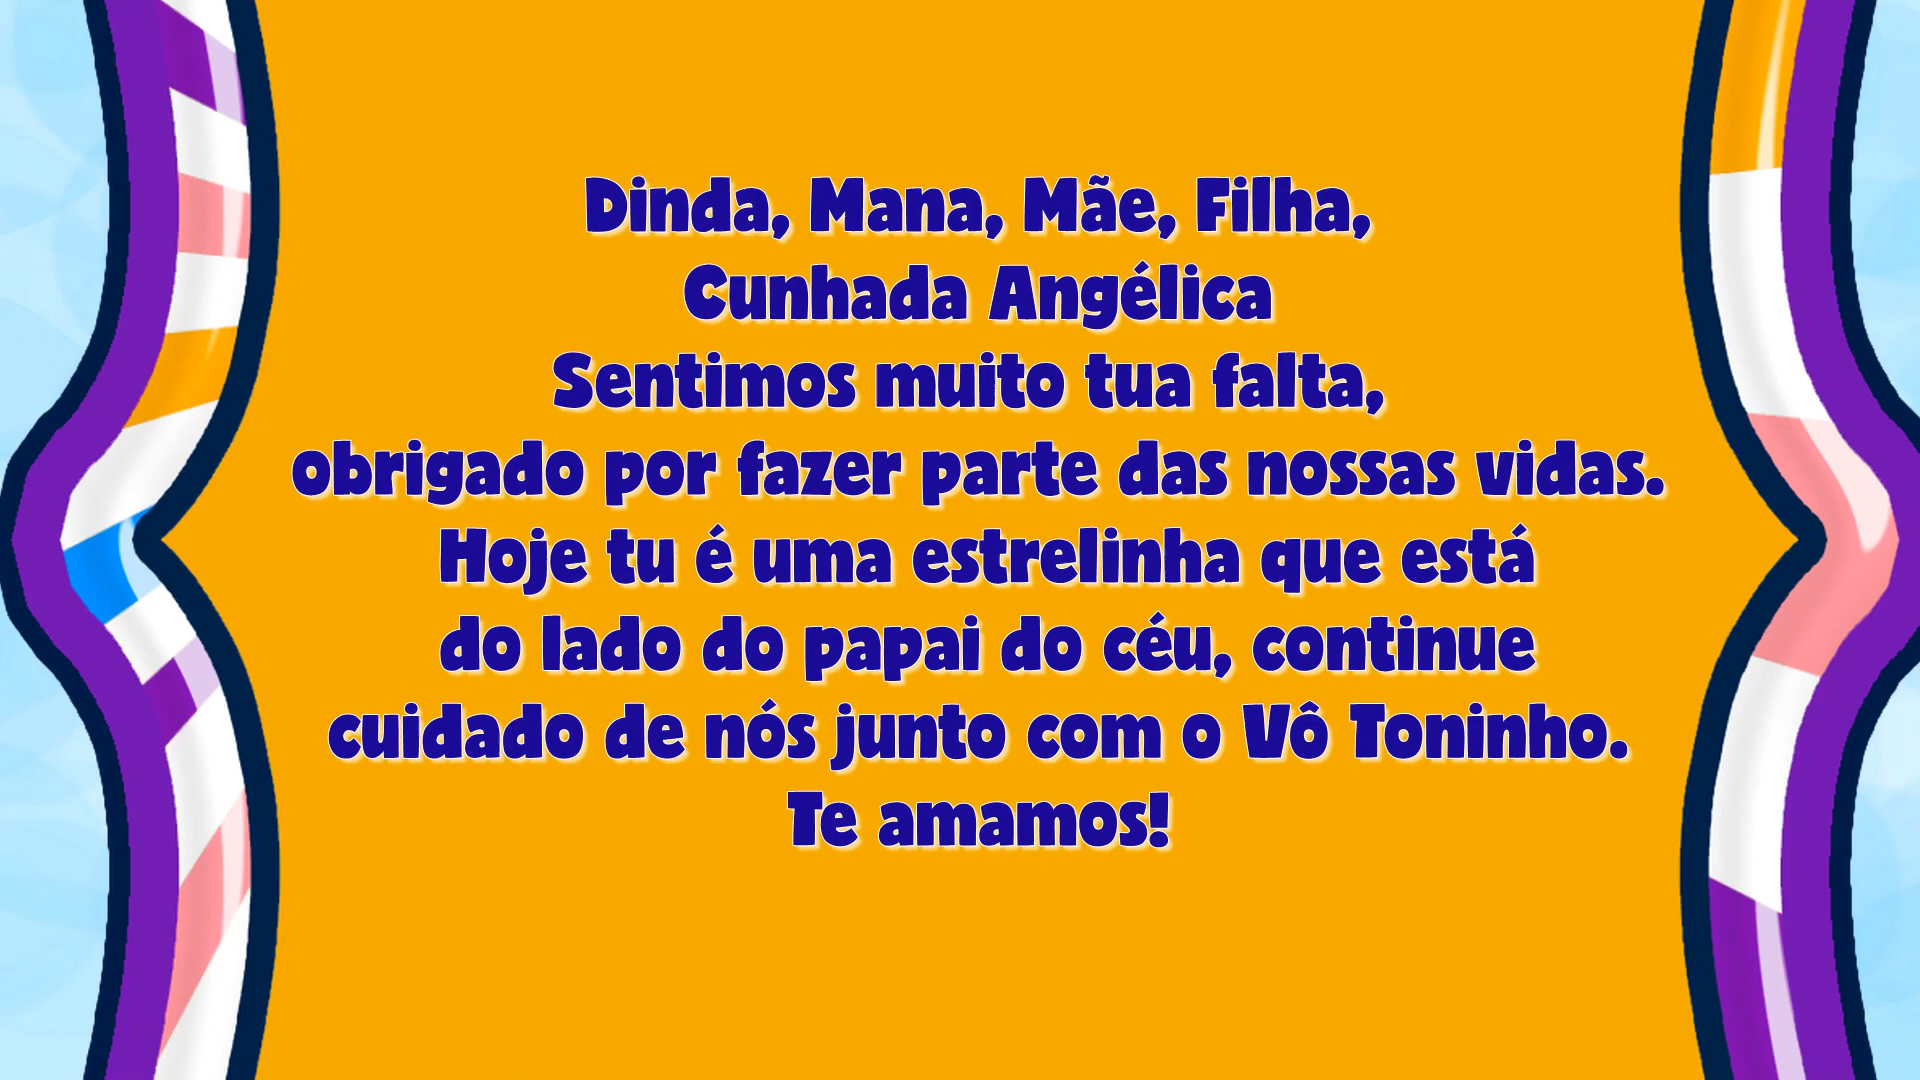 Dinda, Mana, Mãe, Filha,
Cunhada Angélica
Sentimos muito tua falta,
obrigado por fazer parte das nossas vidas.
Hoje tu é uma estrelinha que está
do lado do papai do céu, continue
cuidado de nós junto com o Vô Toninho.
Te amamos!